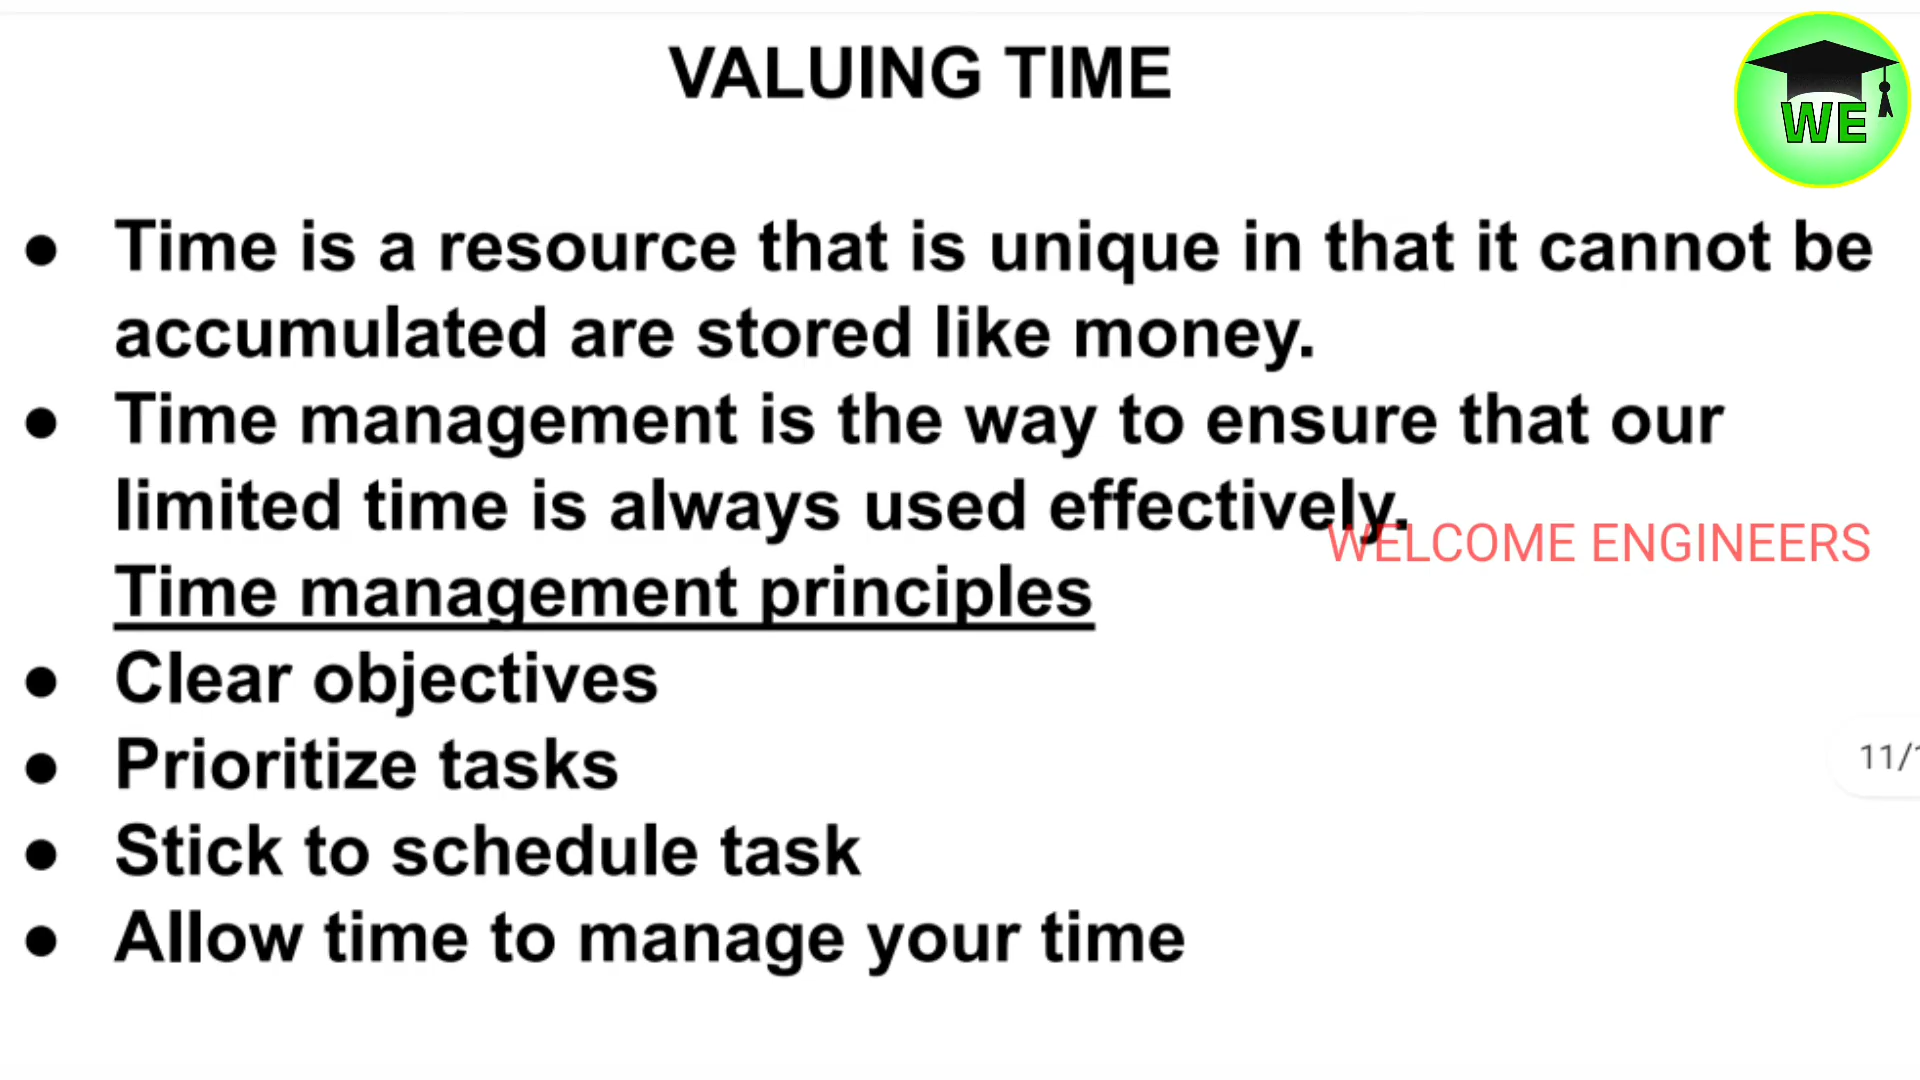 VALUING TIME
WE
● Time is a resource that is unique in that it cannot be
accumulated are stored like money.
● Time management is the way to ensure that our
limited time is always used effectively.
WELCOME ENGINEERS
Time management principles
● Clear objectives
● Prioritize tasks
11/
● Stick to schedule task
● Allow time to manage your time